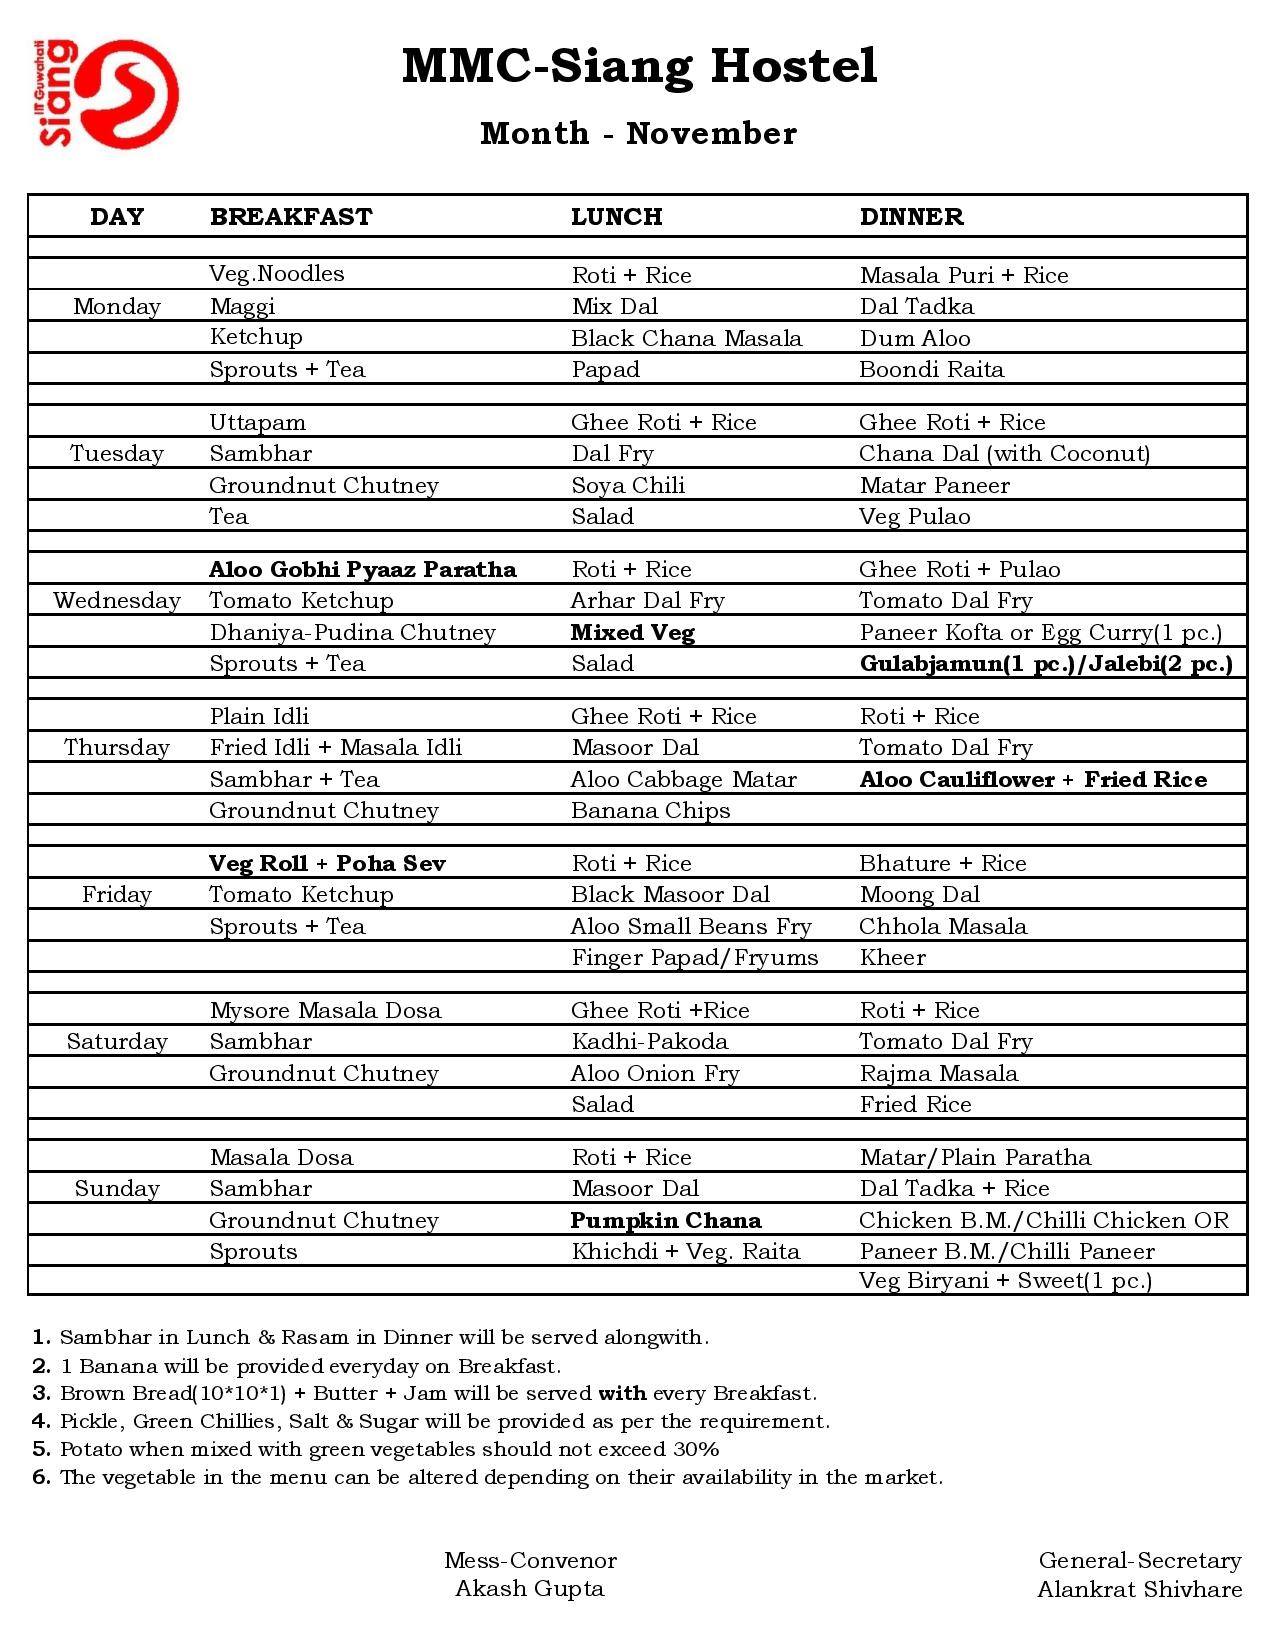 IIT Guwahati
Siang
MMC-Siang Hostel
Month - November
DAY BREAKFAST LUNCH DINNER
Veg.Noodles Roti + Rice Masala Puri + Rice
Monday Maggi Mix Dal Dal Tadka
Ketchup Black Chana Masala Dum Aloo
Sprouts + Tea Papad Boondi Raita
Uttapam Ghee Roti + Rice Ghee Roti + Rice
Tuesday Sambhar Dal Fry Chana Dal (with Coconut)
Groundnut Chutney Soya Chili Matar Paneer
Tea Salad Veg Pulao
Aloo Gobhi Pyaaz Paratha Roti + Rice Ghee Roti + Pulao
Wednesday Tomato Ketchup Arhar Dal Fry Tomato Dal Fry
Dhaniya-Pudina Chutney Mixed Veg Paneer Kofta or Egg Curry(1 pc.)
Sprouts + Tea Salad Gulabjamun(1 pc.)/Jalebi(2 pc.)
Plain Idli Ghee Roti + Rice Roti + Rice
Thursday Fried Idli + Masala Idli Masoor Dal Tomato Dal Fry
Sambhar + Tea Aloo Cabbage Matar Aloo Cauliflower + Fried Rice
Groundnut Chutney Banana Chips
Veg Roll + Poha Sev Roti + Rice Bhature + Rice
Friday Tomato Ketchup Black Masoor Dal Moong Dal
Sprouts + Tea Aloo Small Beans Fry Chhola Masala
Finger Papad/Fryums Kheer
Mysore Masala Dosa Ghee Roti +Rice Roti + Rice
Saturday Sambhar Kadhi-Pakoda Tomato Dal Fry
Groundnut Chutney Aloo Onion Fry Rajma Masala
Salad Fried Rice
Masala Dosa Roti + Rice Matar/Plain Paratha
Sunday Sambhar Masoor Dal Dal Tadka + Rice
Groundnut Chutney Pumpkin Chana Chicken B.M./Chilli Chicken OR
Sprouts Khichdi + Veg. Raita Paneer B.M./Chilli Paneer
Veg Biryani + Sweet(1 pc.)
1. Sambhar in Lunch & Rasam in Dinner will be served alongwith.
2. 1 Banana will be provided everyday on Breakfast.
3. Brown Bread(10*10*1) + Butter + Jam will be served with every Breakfast.
4. Pickle, Green Chillies, Salt & Sugar will be provided as per the requirement.
5. Potato when mixed with green vegetables should not exceed 30%
6. The vegetable in the menu can be altered depending on their availability in the market.
Mess-Convenor General-Secretary
Akash Gupta Alankrat Shivhare